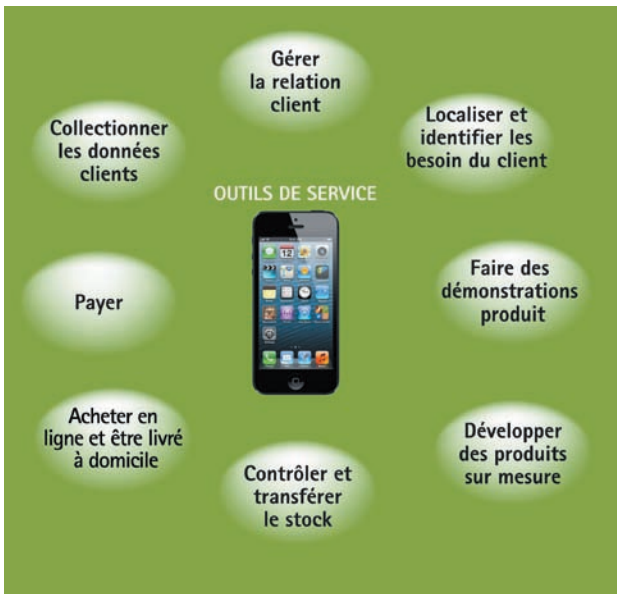 Gérer
la relation
client
Localiser et
identifier les
besoin du client
Collectionner
les données
clients
OUTILS DE SERVICE
12
Faire des
démonstrations
produit
Payer
Acheter en
ligne et être livré
à domicile
Développer
des produits
sur mesure
Contrôler et
transférer
le stock